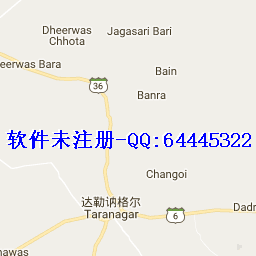 Dheerwas
Chhota
Jagasari Bari
heerwas Bara
Bain
36
Banra
软件未注册-QQ:64445322
Changoi
达勒讷格尔
Taranagar
6
Dadr
nawas